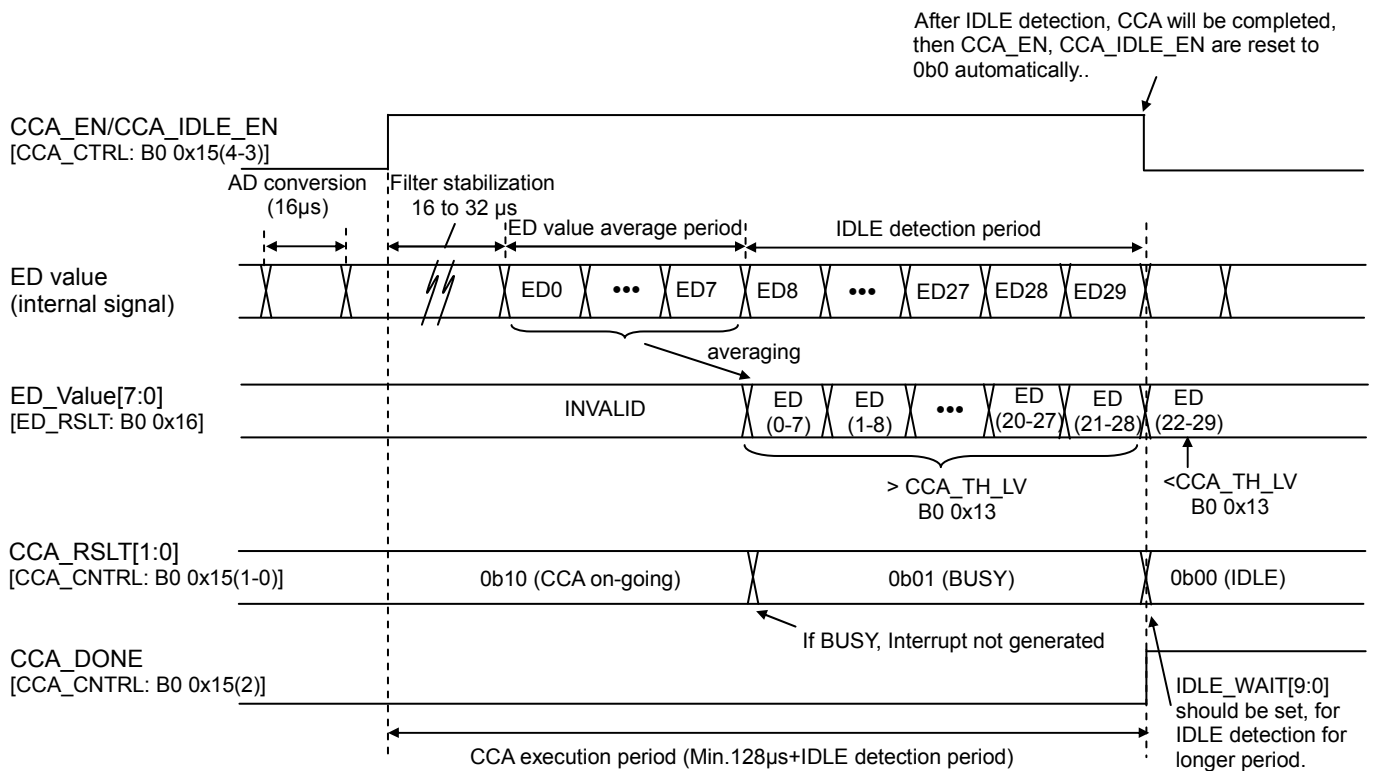 After IDLE detection, CCA will be completed,
then CCA_EN, CCA_IDLE_EN are reset to
0b0 automatically..
CCA_EN/CCA_IDLE_EN
[CCA_CTRL: B0 0x15(4-3)]
AD conversion
(16µs)
Filter stabilization
16 to 32 µs
ED value average period
IDLE detection period
ED value
(internal signal)
ED0
•••
ED7
ED8
•••
ED27
ED28
ED29
averaging
ED_Value[7:0]
[ED_RSLT: B0 0x16]
INVALID
ED
(0-7)
ED
(1-8)
•••
ED
(20-27)
ED
(21-28)
ED
(22-29)
> CCA_TH_LV
B0 0x13
<CCA_TH_LV
B0 0x13
CCA_RSLT[1:0]
[CCA_CNTRL: B0 0x15(1-0)]
0b10 (CCA on-going)
0b01 (BUSY)
0b00 (IDLE)
If BUSY, Interrupt not generated
CCA_DONE
[CCA_CNTRL: B0 0x15(2)]
IDLE_WAIT[9:0]
should be set, for
IDLE detection for
longer period.
CCA execution period (Min.128µs+IDLE detection period)